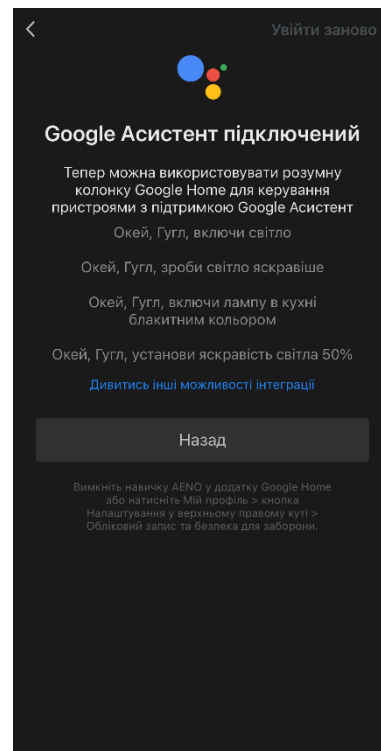 Увійти заново
Google Асистент підключений
Тепер можна використовувати розумну
колонку Google Home для керування
пристроями з підтримкою Google Асистент
Окей, Гугл, включи світло
Окей, Гугл, зроби світло яскравіше
Окей, Гугл, включи лампу в кухні
блакитним кольором
Окей, Гугл, установи яскравість світла 50%
Дивитись інші можливості інтеграції
Назад
Вимкніть навичку AENO у додатку Google Home
або натисніть Мій профіль > кнопка
Налаштування у верхньому правому куті >
Обліковий запис та безпека для заборони.